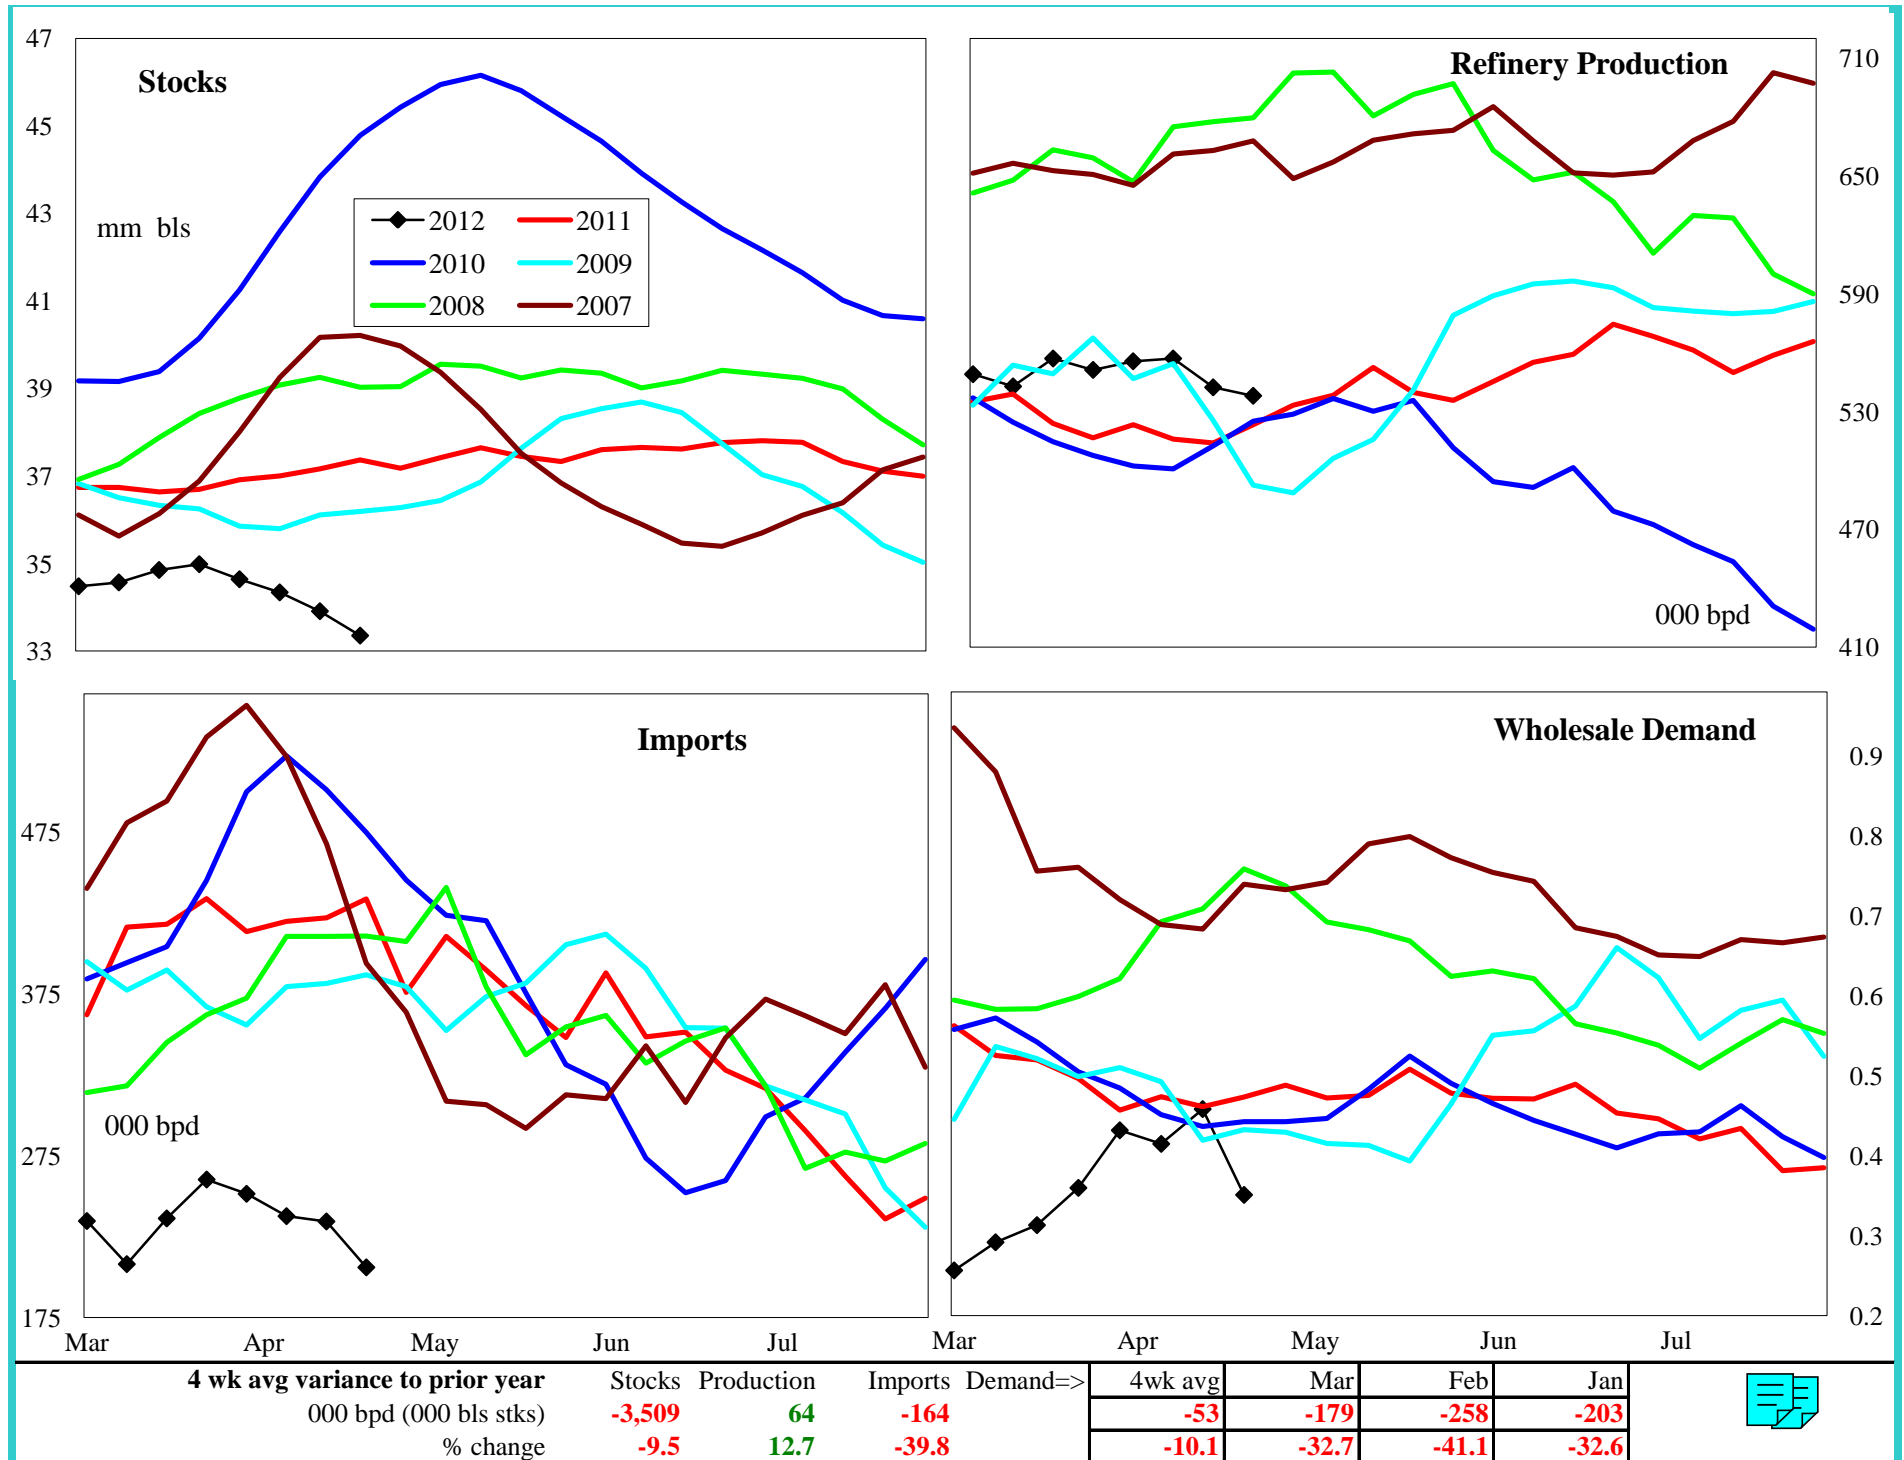 Stocks
mm bls
47
45
43
41
39
37
35
33
2012
2011
2010
2009
2008
2007
Refinery Production
000 bpd
710
650
590
530
470
410
Imports
000 bpd
475
375
275
175
Mar Apr May Jun Jul
Wholesale Demand
0.9
0.8
0.7
0.6
0.5
0.4
0.3
0.2
Mar Apr May Jun Jul
4 wk avg variance to prior year Stocks Production Imports Demand=> 4wk avg Mar Feb Jan
000 bpd (000 bls stks) -3,509 64 -164 -53 -179 -258 -203
% change -9.5 12.7 -39.8 -10.1 -32.7 -41.1 -32.6